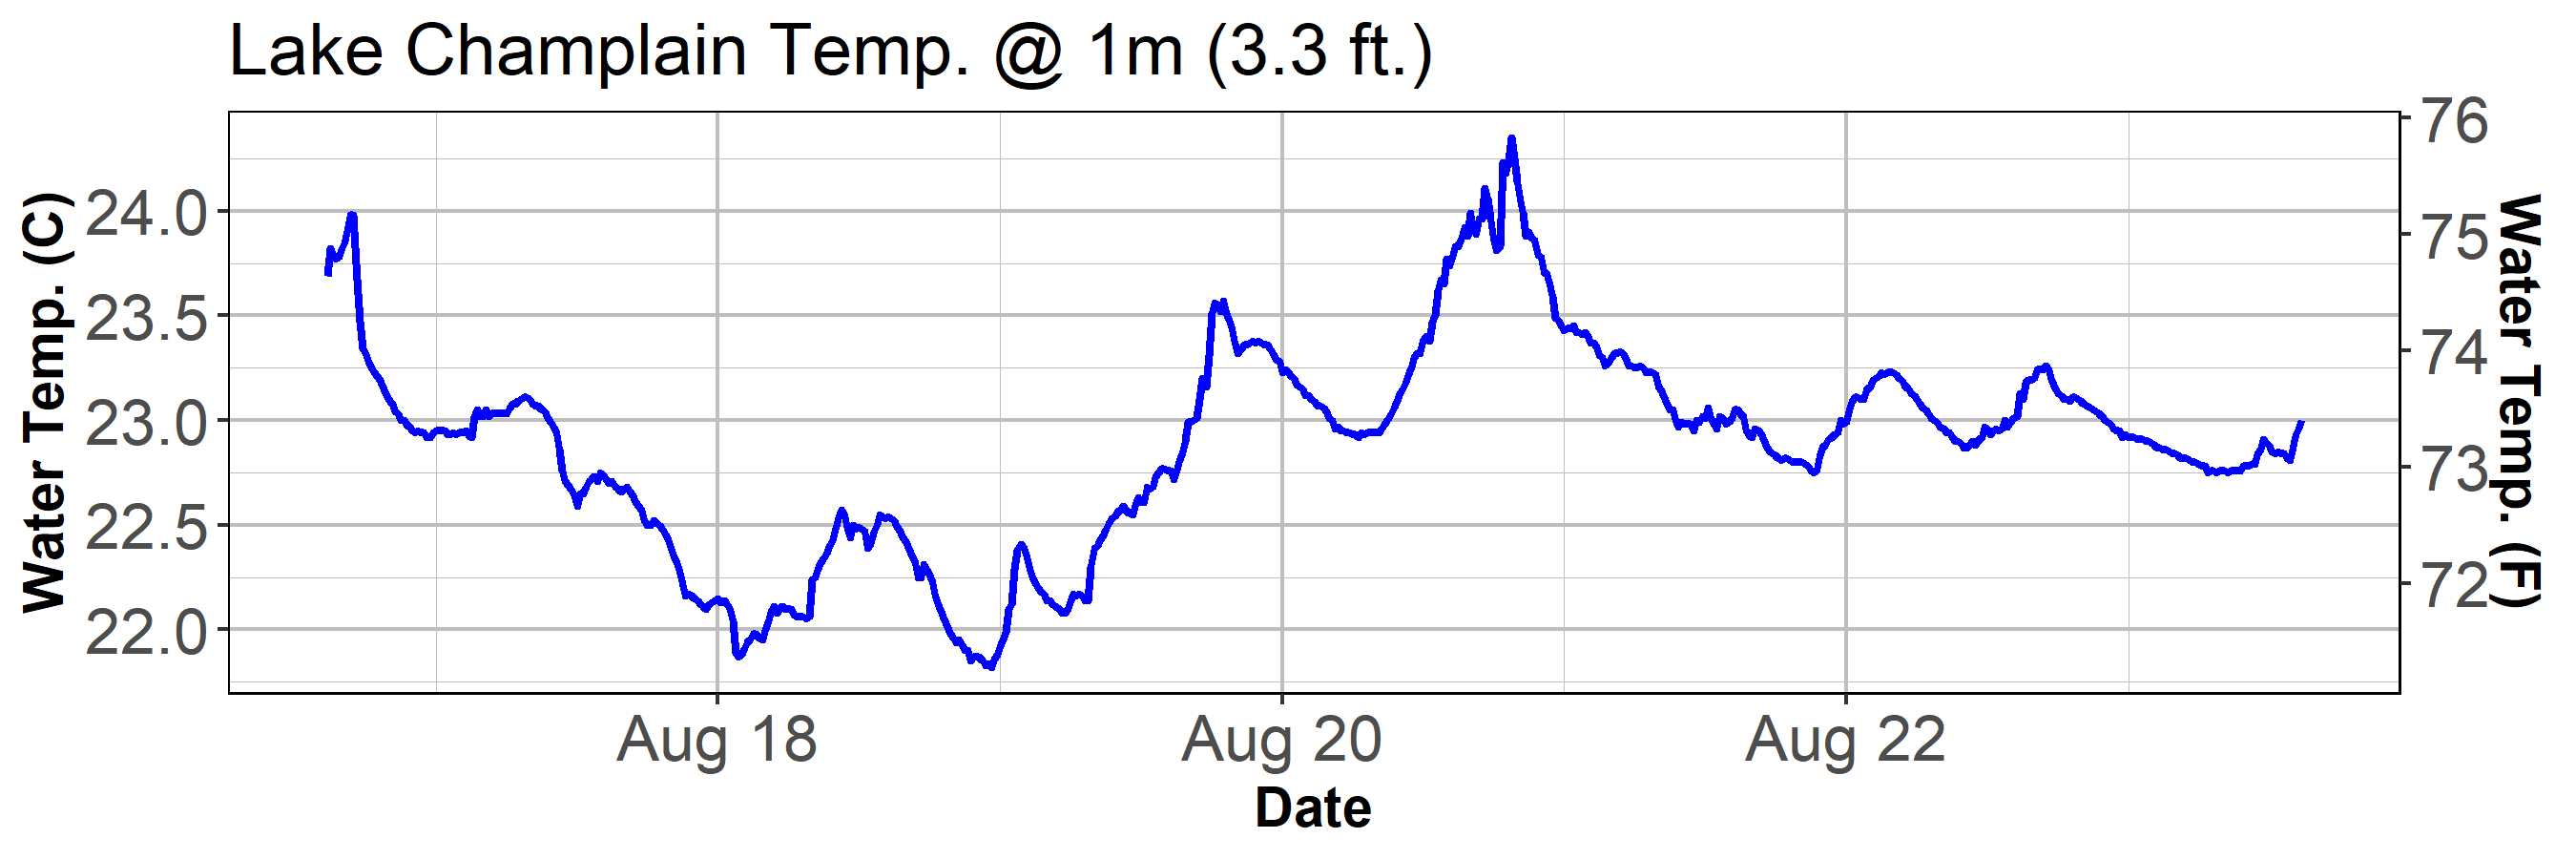 Lake Champlain Temp. @ 1m (3.3 ft.)
Water Temp. (C)
24.0
23.5
23.0
22.5
22.0
76
75
74
73
72
Water Temp. (F)
Aug 18
Aug 20
Aug 22
Date